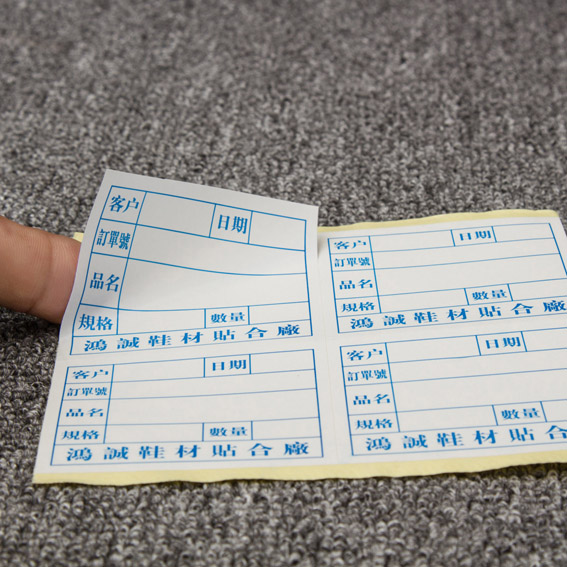 客户 日期
訂單號
品名
規格 數量
鴻誠鞋材貼合廠
客户 日期
訂單號
品名
規格 數量
鴻誠鞋材貼合廠
客户 日期
訂單號
品名
規格 數量
鴻誠鞋材貼合廠
客户 日期
訂單號
品名
規格 數量
鴻誠鞋材貼合廠